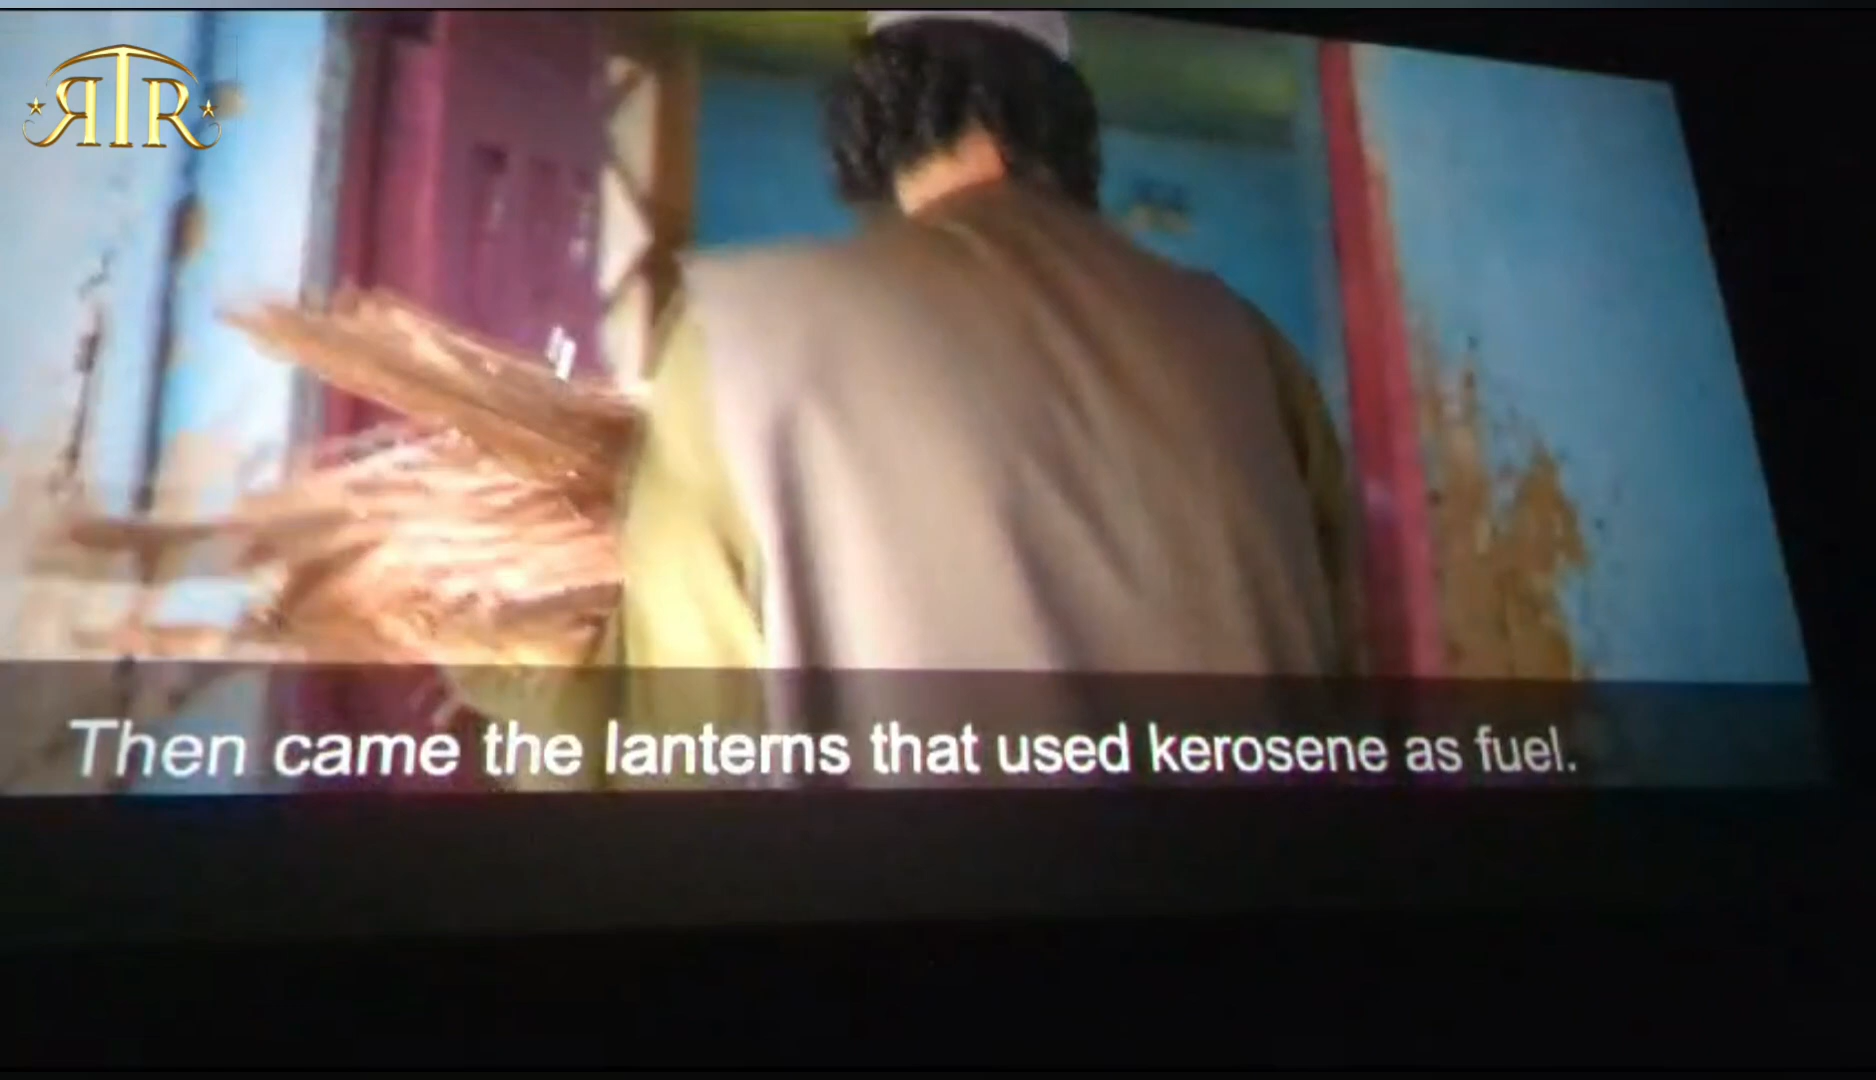 RTR
Then came the lanterns that used kerosene as fuel.